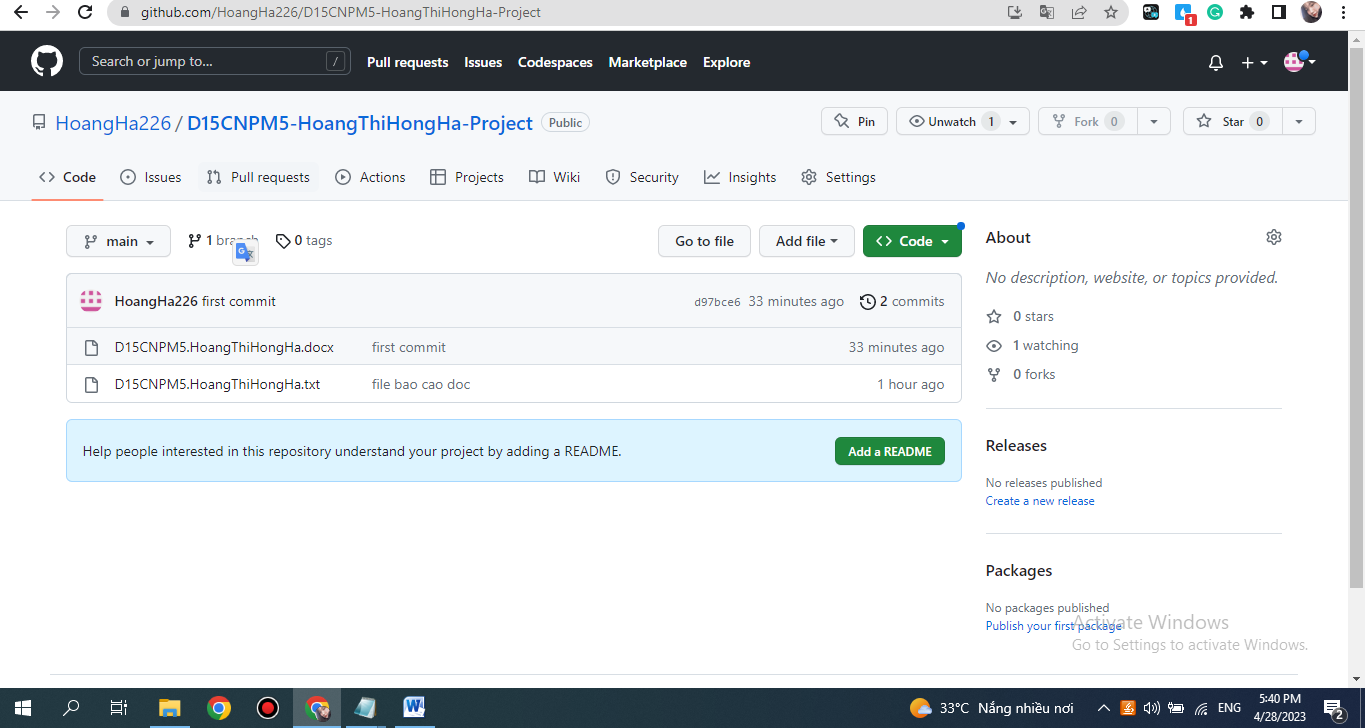 github.com/HoangHa226/D15CNPM5-HoangThiHongHa-Project
1
Search or jump to... /
Pull requests Issues Codespaces Marketplace Explore
HoangHa226 / D15CNPM5-HoangThiHongHa-Project Public
Pin Unwatch 1 Fork 0 Star 0
Code Issues Pull requests Actions Projects Wiki Security Insights Settings
main 1 branch 0 tags Go to file Add file Code
About
No description, website, or topics provided.
HoangHa226 first commit d97bce6 33 minutes ago 2 commits
0 stars
D15CNPM5.HoangThiHongHa.docx first commit 33 minutes ago
1 watching
D15CNPM5.HoangThiHongHa.txt file bao cao doc 1 hour ago
0 forks
Help people interested in this repository understand your project by adding a README. Add a README
Releases
No releases published
Create a new release
Packages
No packages published
Publish your first package
Activate Windows
Go to Settings to activate Windows.
33°C Nắng nhiều nơi ENG 5:40 PM
4/28/2023 2